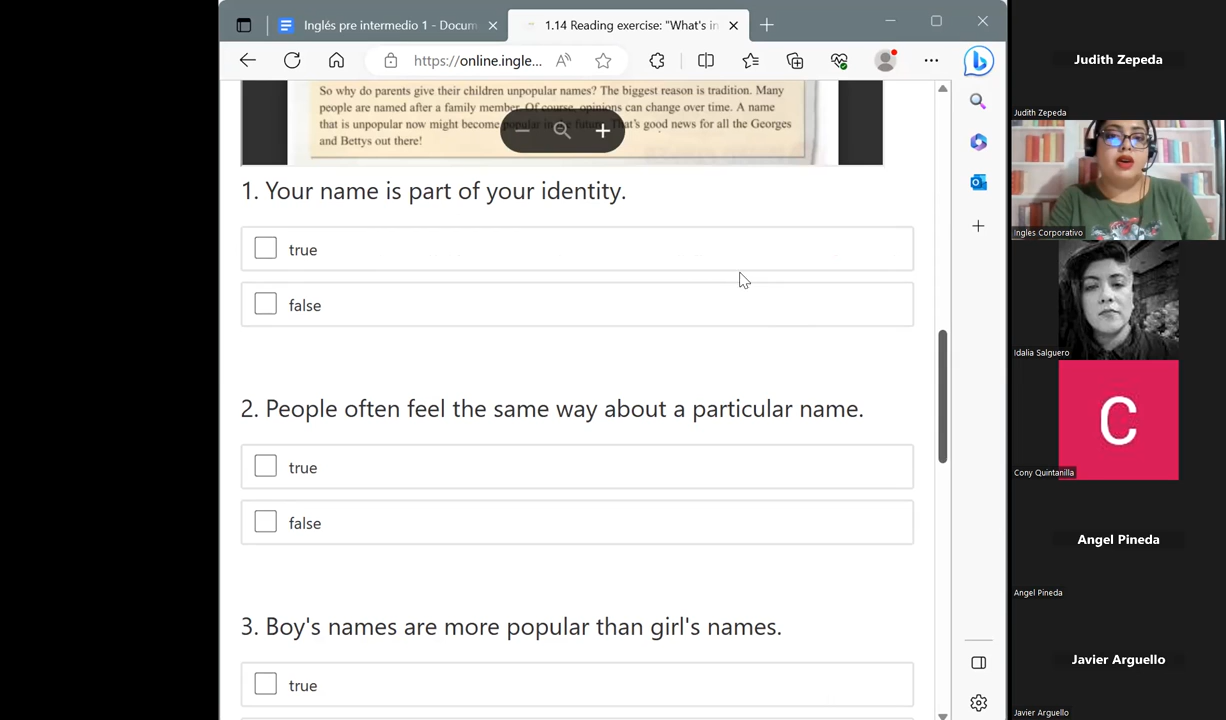 Inglés pre intermedio 1 - Docum
1.14 Reading exercise: "What's in
https://online.ingle...
So why do parents give their children unpopular names? The biggest reason is tradition. Many
people are named after a family member. Of course, opinions can change over time. A name
that is unpopular now might become popular in the future. That's good news for all the Georges
and Bettys out there!
1. Your name is part of your identity.
true
false
2. People often feel the same way about a particular name.
true
false
3. Boy's names are more popular than girl's names.
true
Judith Zepeda
Judith Zepeda
Ingles Corporativo
Idalia Salguero
C
Cony Quintanilla
Angel Pineda
Angel Pineda
Javier Arguello
Javier Arguello